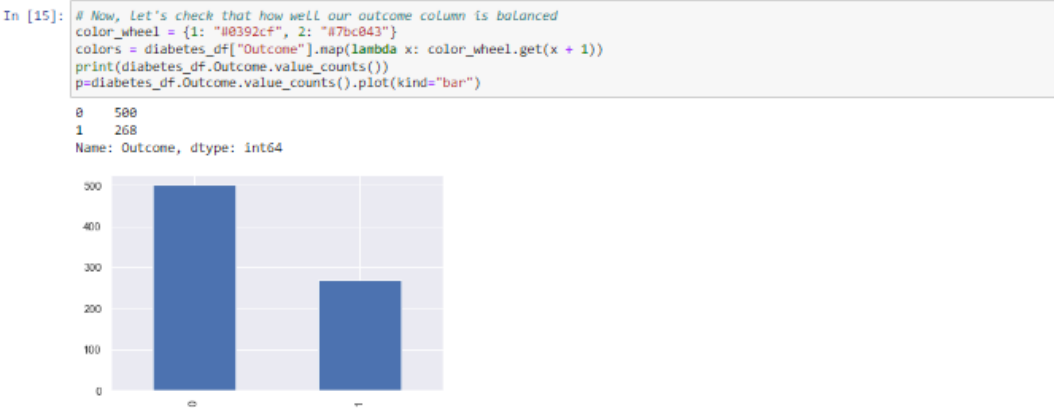 In [15]: # Now, let's check that how well our outcome column is balanced
color_wheel = {1: "#0392cf", 2: "#7bc043"}
colors = diabetes_df["Outcome"].map(lambda x: color_wheel.get(x + 1))
print(diabetes_df.Outcome.value_counts())
p=diabetes_df.Outcome.value_counts().plot(kind="bar")
0 500
1 268
Name: Outcome, dtype: int64
500
400
300
200
100
0
0 1